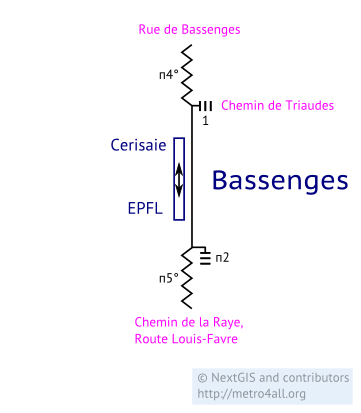 Rue de Bassenges
п4°
Chemin de Triaudes
1
Cerisaie
Bassenges
EPFL
п2
п5°
Chemin de la Raye,
Route Louis-Favre
© NextGIS and contributors
http://metro4all.org